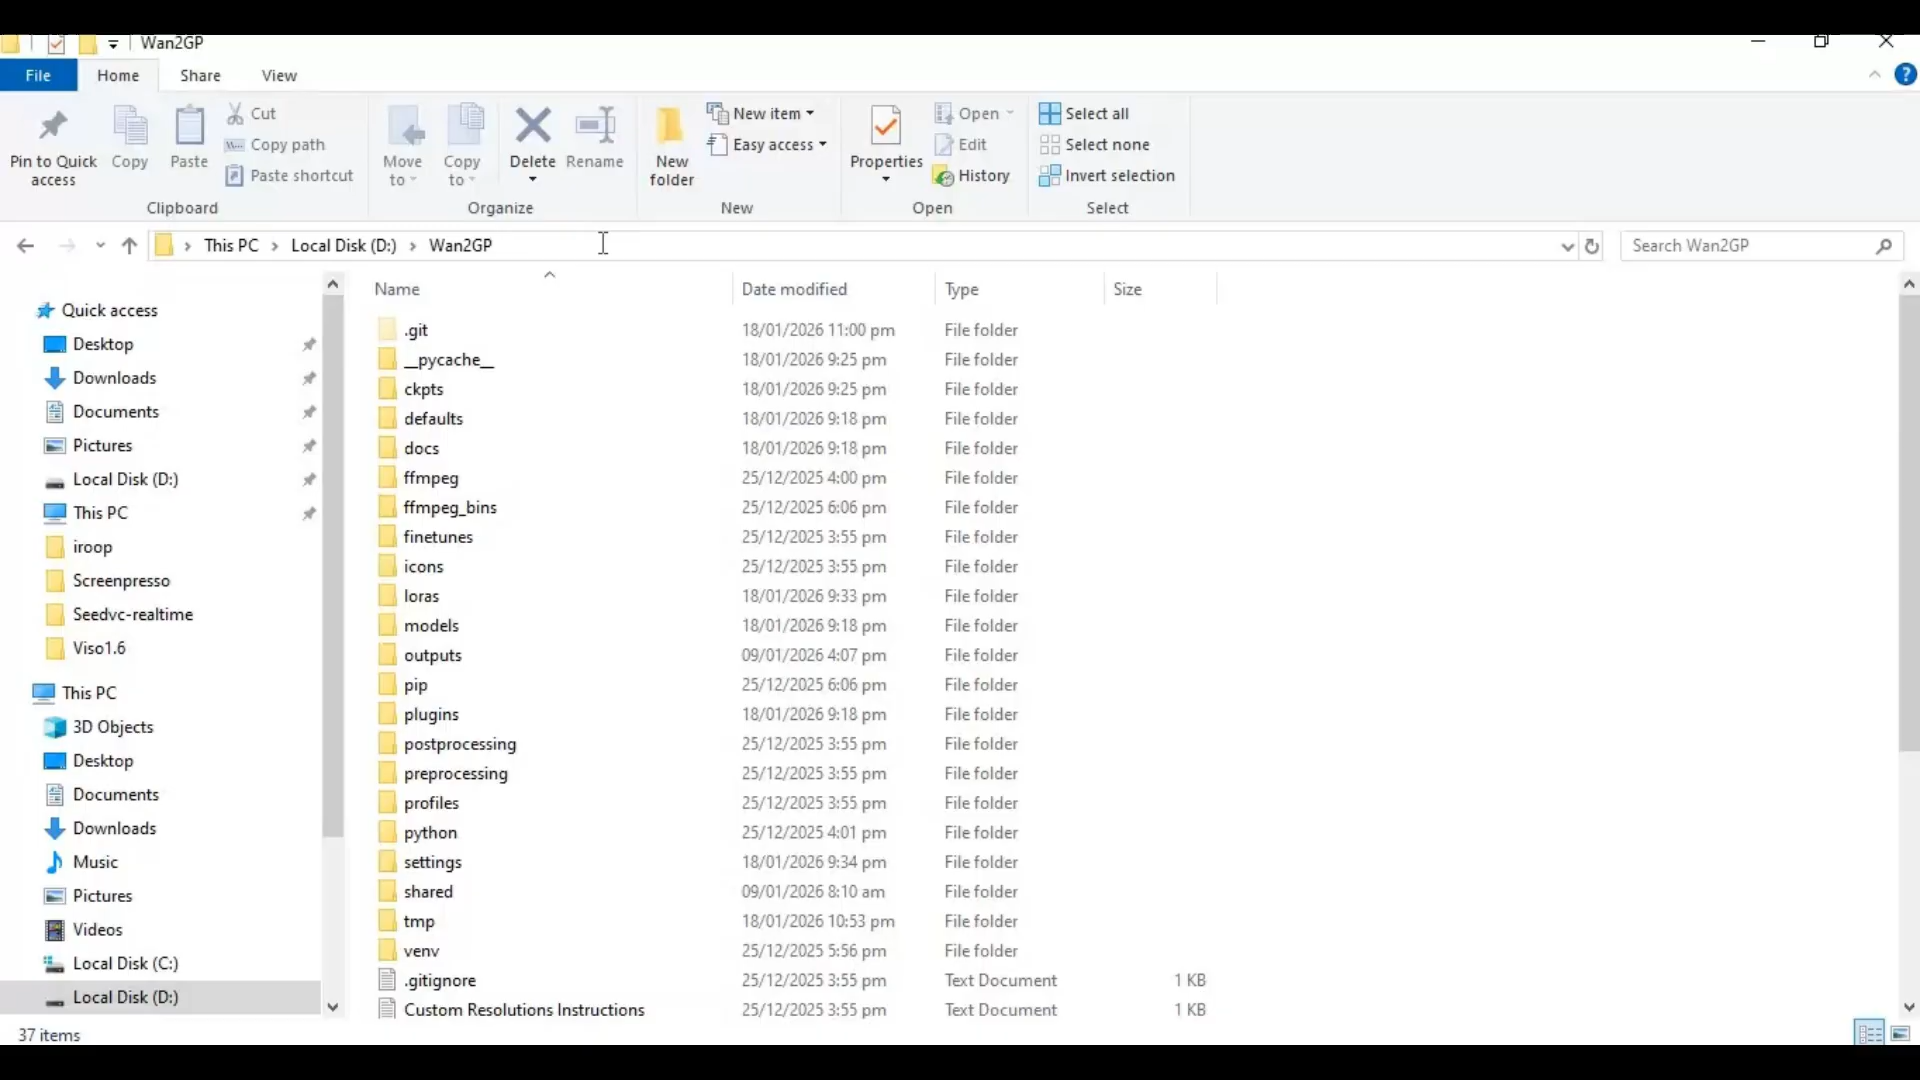 Wan2GP
File Home Share View
Pin to Quick access
Copy
Paste
Cut
Copy path
Paste shortcut
Clipboard
Move to
Copy to
Delete
Rename
Organize
New folder
New item
Easy access
New
Properties
Open
Edit
History
Open
Select all
Select none
Invert selection
Select
This PC > Local Disk (D:) > Wan2GP
Search Wan2GP
Quick access
Desktop
Downloads
Documents
Pictures
Local Disk (D:)
This PC
iroop
Screenpresso
Seedvc-realtime
Viso1.6
This PC
3D Objects
Desktop
Documents
Downloads
Music
Pictures
Videos
Local Disk (C:)
Local Disk (D:)
Name Date modified Type Size
.git 18/01/2026 11:00 pm File folder
__pycache__ 18/01/2026 9:25 pm File folder
ckpts 18/01/2026 9:25 pm File folder
defaults 18/01/2026 9:18 pm File folder
docs 18/01/2026 9:18 pm File folder
ffmpeg 25/12/2025 4:00 pm File folder
ffmpeg_bins 25/12/2025 6:06 pm File folder
finetunes 25/12/2025 3:55 pm File folder
icons 25/12/2025 3:55 pm File folder
loras 18/01/2026 9:33 pm File folder
models 18/01/2026 9:18 pm File folder
outputs 09/01/2026 4:07 pm File folder
pip 25/12/2025 6:06 pm File folder
plugins 18/01/2026 9:18 pm File folder
postprocessing 25/12/2025 3:55 pm File folder
preprocessing 25/12/2025 3:55 pm File folder
profiles 25/12/2025 3:55 pm File folder
python 25/12/2025 4:01 pm File folder
settings 18/01/2026 9:34 pm File folder
shared 09/01/2026 8:10 am File folder
tmp 18/01/2026 10:53 pm File folder
venv 25/12/2025 5:56 pm File folder
.gitignore 25/12/2025 3:55 pm Text Document 1 KB
Custom Resolutions Instructions 25/12/2025 3:55 pm Text Document 1 KB
37 items